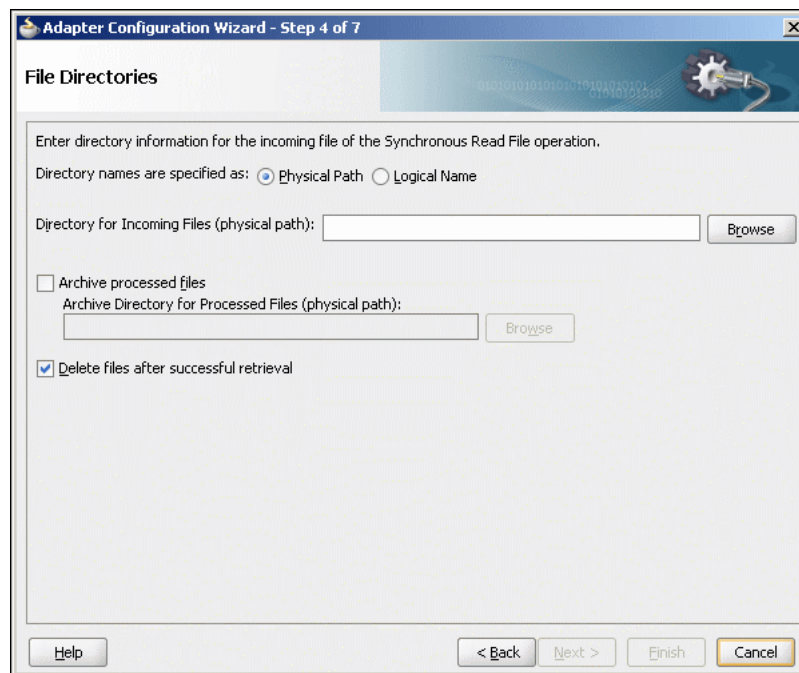 Adapter Configuration Wizard - Step 4 of 7
File Directories
010101010101010101010101
01010101010
Enter directory information for the incoming file of the Synchronous Read File operation.
Directory names are specified as: Physical Path Logical Name
Directory for Incoming Files (physical path): Browse
Archive processed files
Archive Directory for Processed Files (physical path):
Browse
Delete files after successful retrieval
Help < Back Next > Finish Cancel